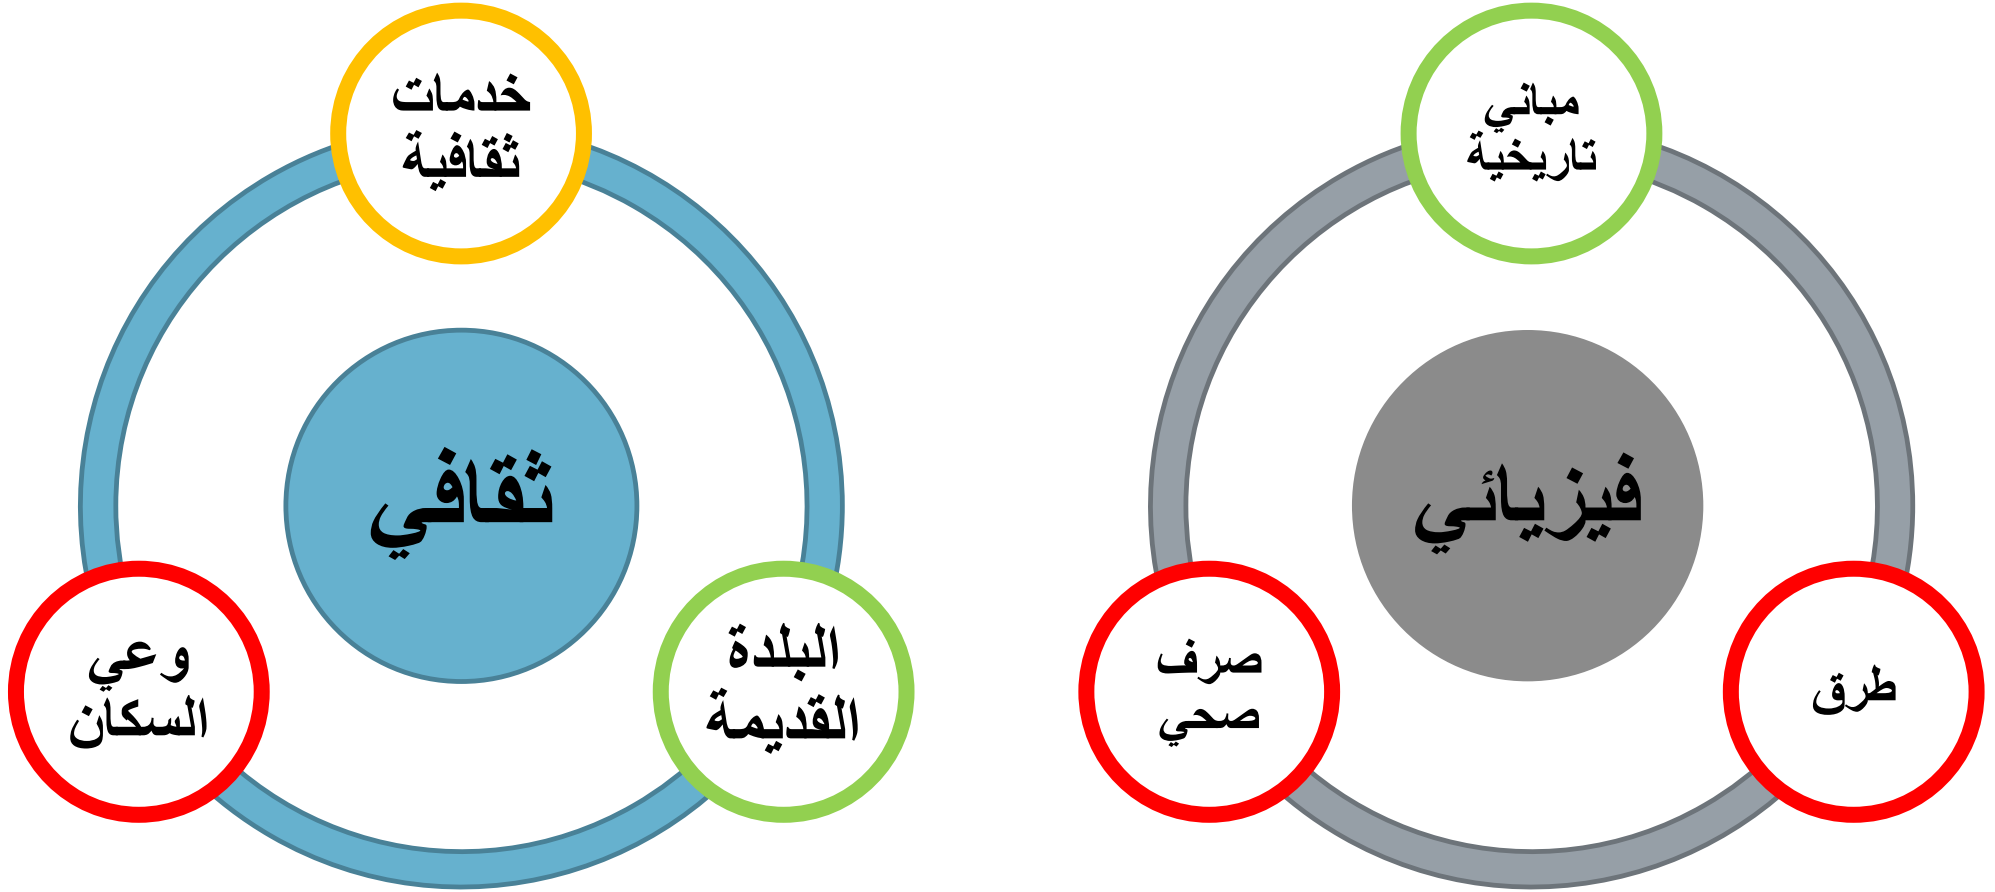 مباني
تاريخية
فيزيائي
طرق
صرف
صحي
خدمات
ثقافية
ثقافي
البلدة
القديمة
وعي
السكان